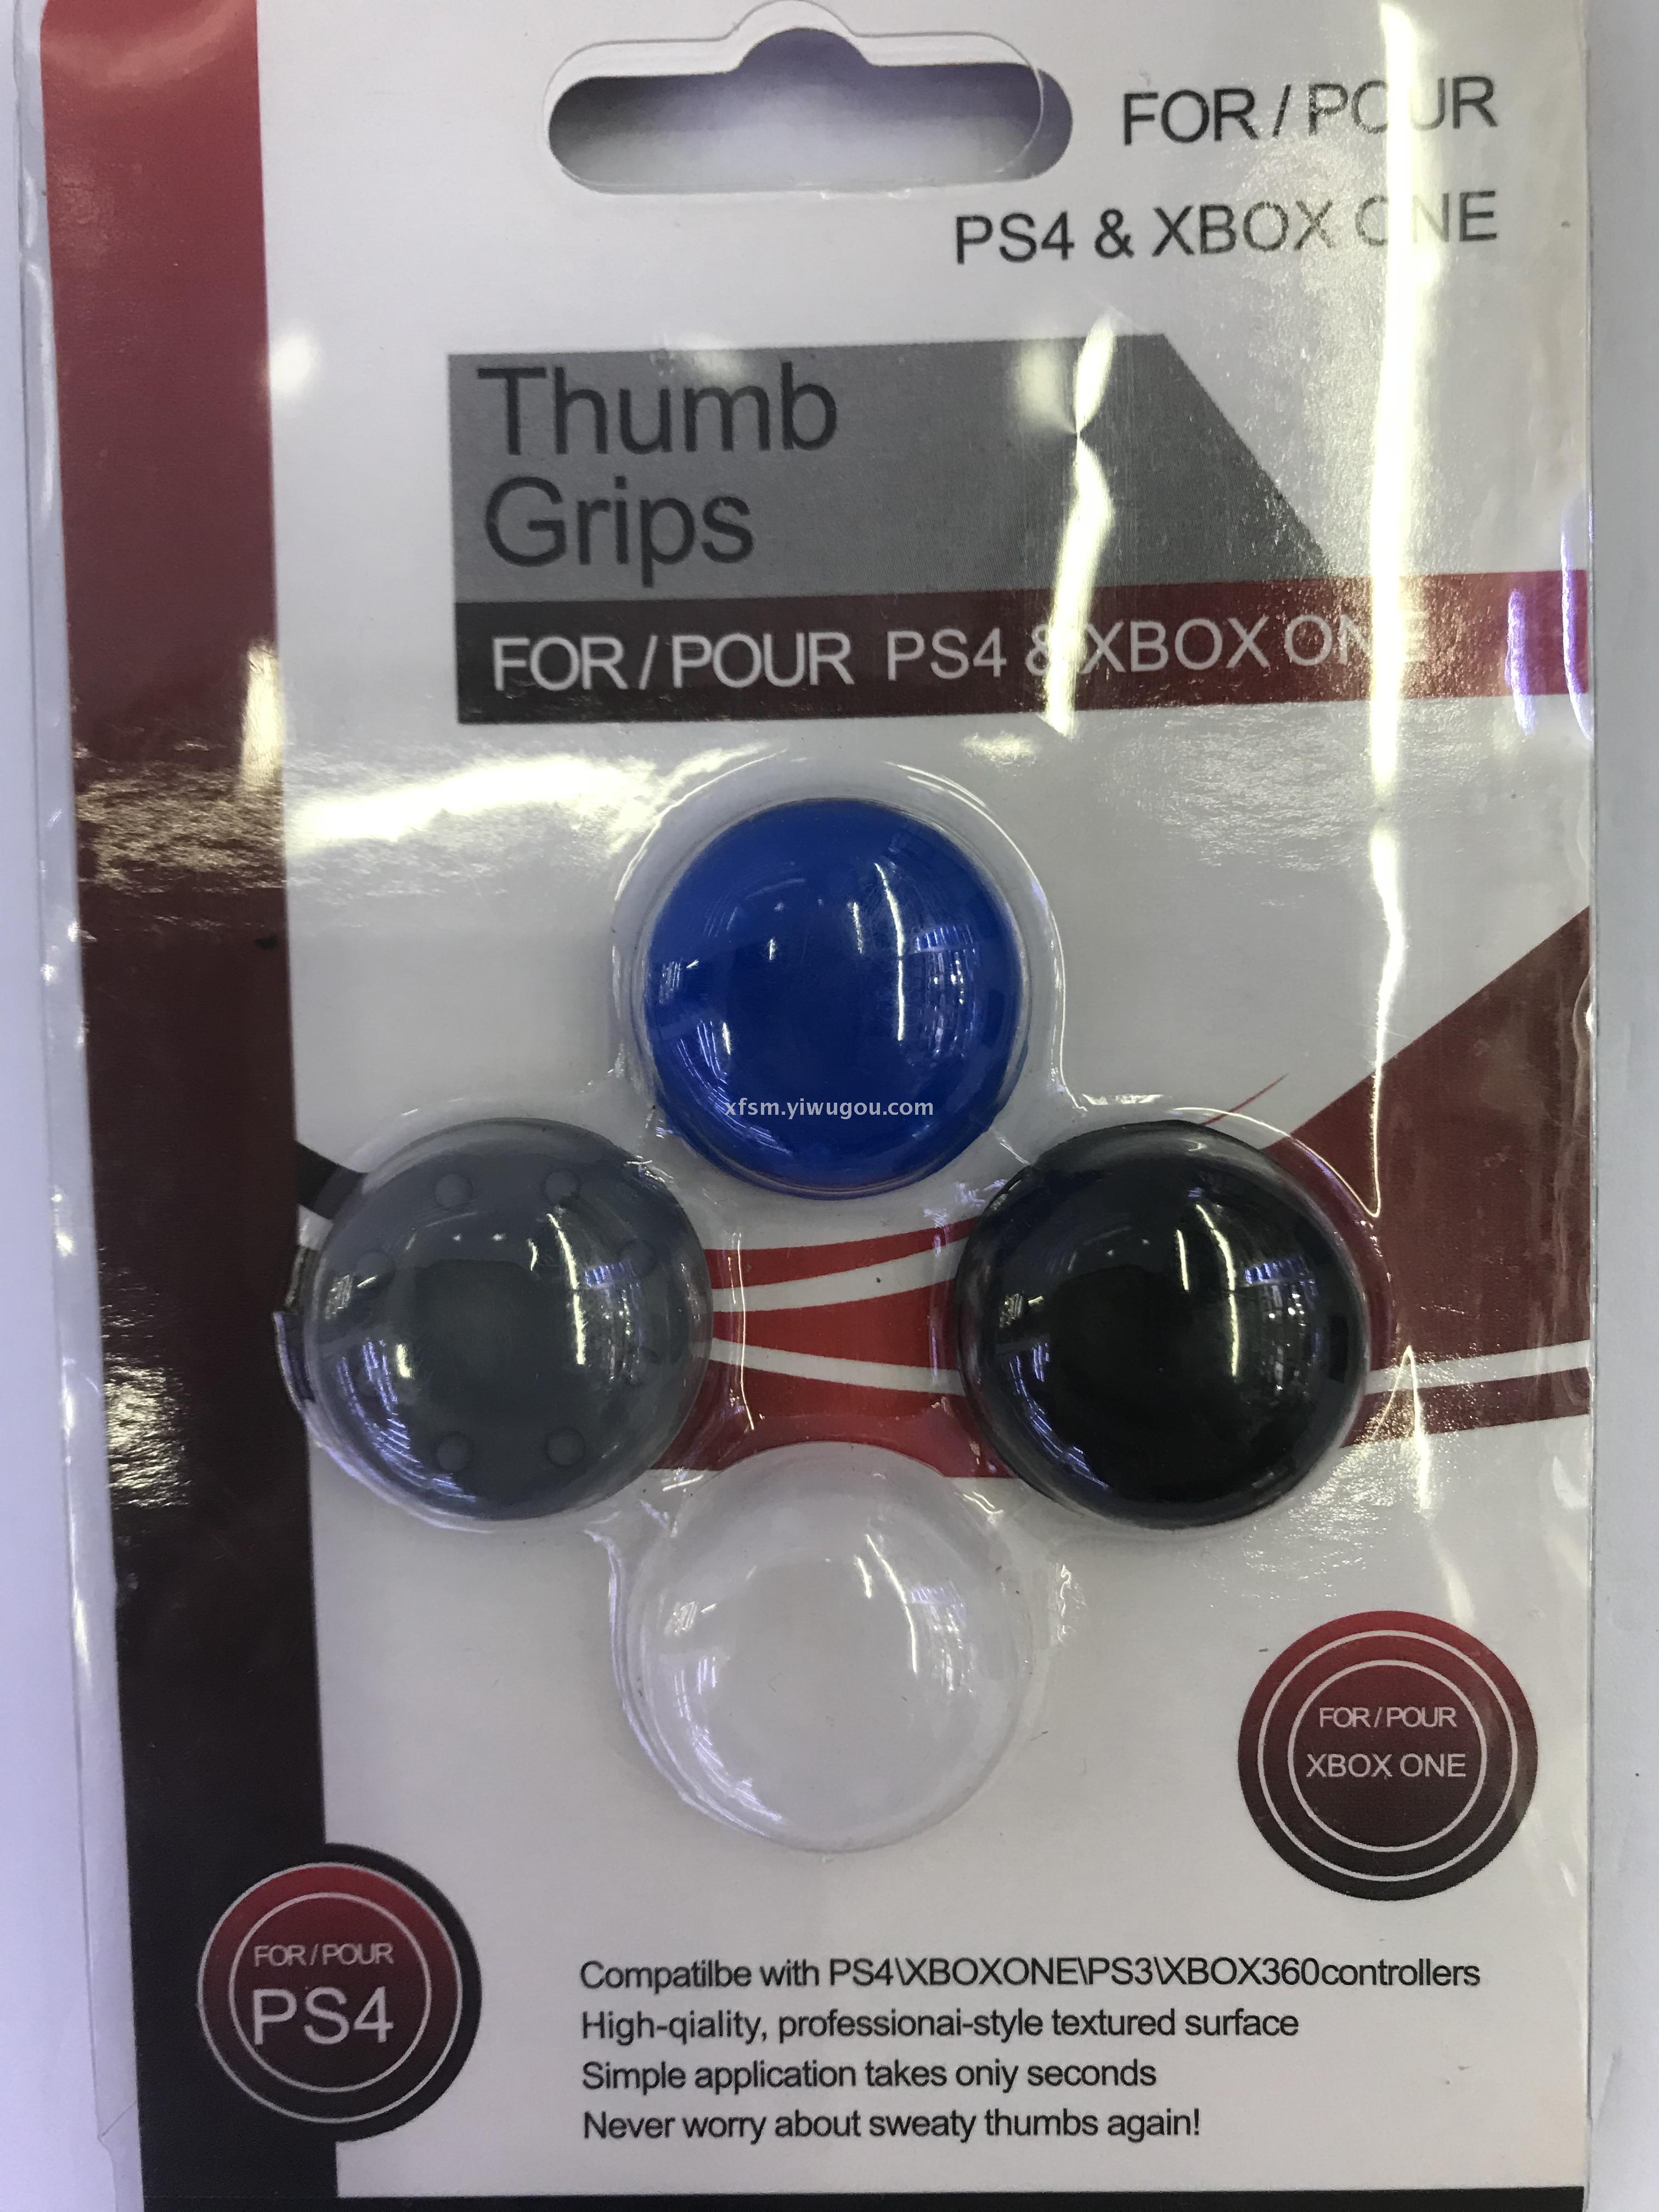 FOR / POUR
PS4 & XBOX ONE
Thumb
Grips
FOR / POUR PS4 & XBOX ONE
xfsm.yiwugou.com
FOR / POUR
XBOX ONE
FOR / POUR
PS4
Compatilbe with PS4\XBOXONE\PS3\XBOX360controllers
High-qiality, professionai-style textured surface
Simple application takes oniy seconds
Never worry about sweaty thumbs again!